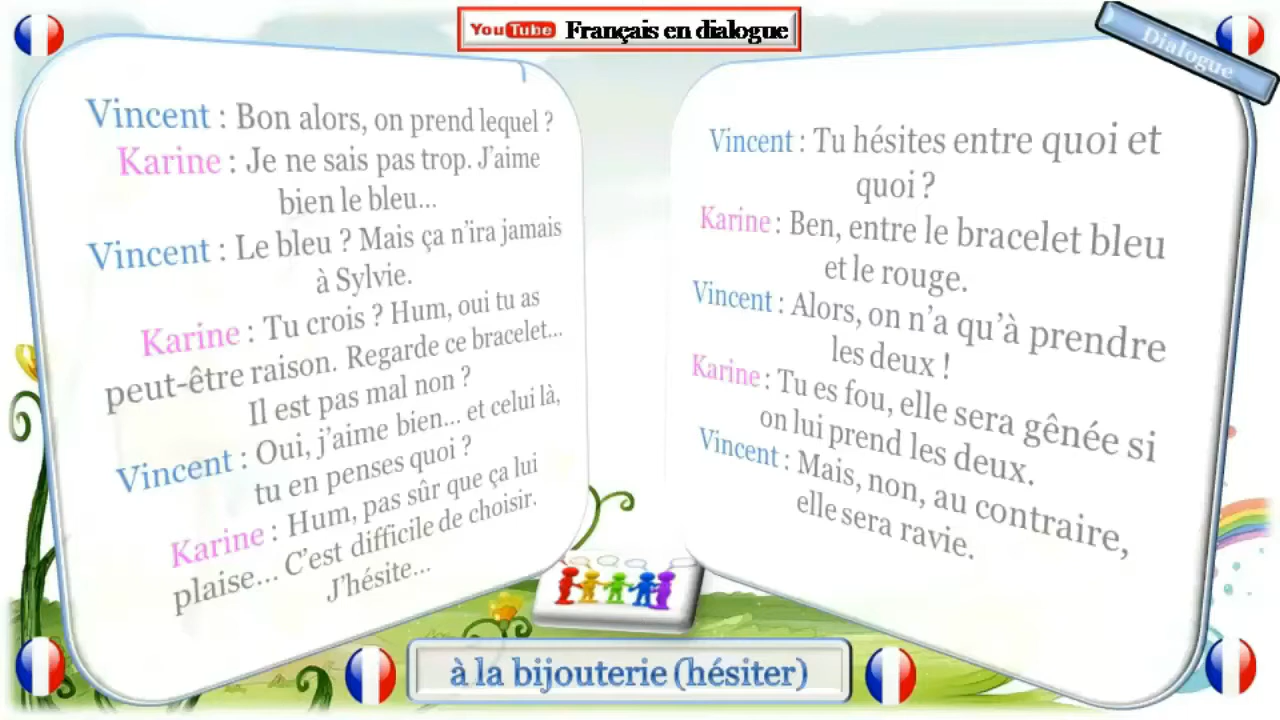 YouTube Français en dialogue
Dialogue
Vincent : Bon alors, on prend lequel ?
Karine : Je ne sais pas trop. J’aime
bien le bleu…
Vincent : Le bleu ? Mais ça n’ira jamais
à Sylvie.
Karine : Tu crois ? Hum, oui tu as
peut-être raison. Regarde ce bracelet…
Il est pas mal non ?
Vincent : Oui, j’aime bien… et celui là,
tu en penses quoi ?
Karine : Hum, pas sûr que ça lui
plaise… C’est difficile de choisir.
J’hésite…
Vincent : Tu hésites entre quoi et
quoi ?
Karine : Ben, entre le bracelet bleu
et le rouge.
Vincent : Alors, on n’a qu’à prendre
les deux !
Karine : Tu es fou, elle sera gênée si
on lui prend les deux.
Vincent : Mais, non, au contraire,
elle sera ravie.
à la bijouterie (hésiter)